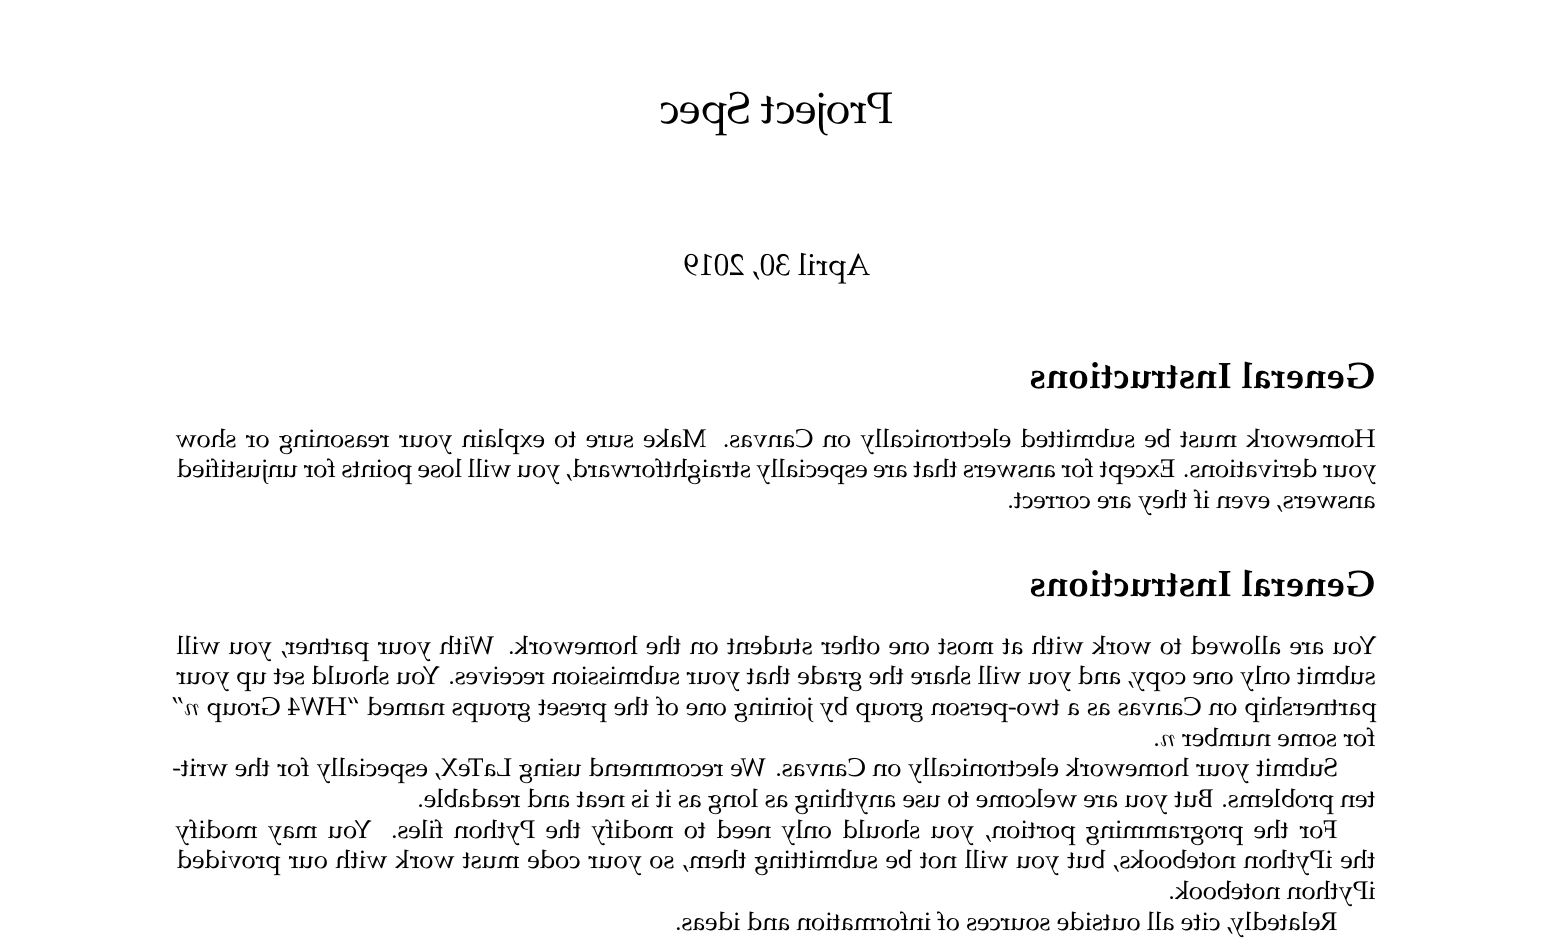 Project Spec
April 30, 2019
General Instructions
Homework must be submitted electronically on Canvas. Make sure to explain your reasoning or show
your derivations. Except for answers that are especially straightforward, you will lose points for unjustified
answers, even if they are correct.
General Instructions
You are allowed to work with at most one other student on the homework. With your partner, you will
submit only one copy, and you will share the grade that your submission receives. You should set up your
partnership on Canvas as a two-person group by joining one of the preset groups named “HW4 Group n”
for some number n.
Submit your homework electronically on Canvas. We recommend using LaTeX, especially for the writ-
ten problems. But you are welcome to use anything as long as it is neat and readable.
For the programming portion, you should only need to modify the Python files. You may modify
the iPython notebooks, but you will not be submitting them, so your code must work with our provided
iPython notebook.
Relatedly, cite all outside sources of information and ideas.